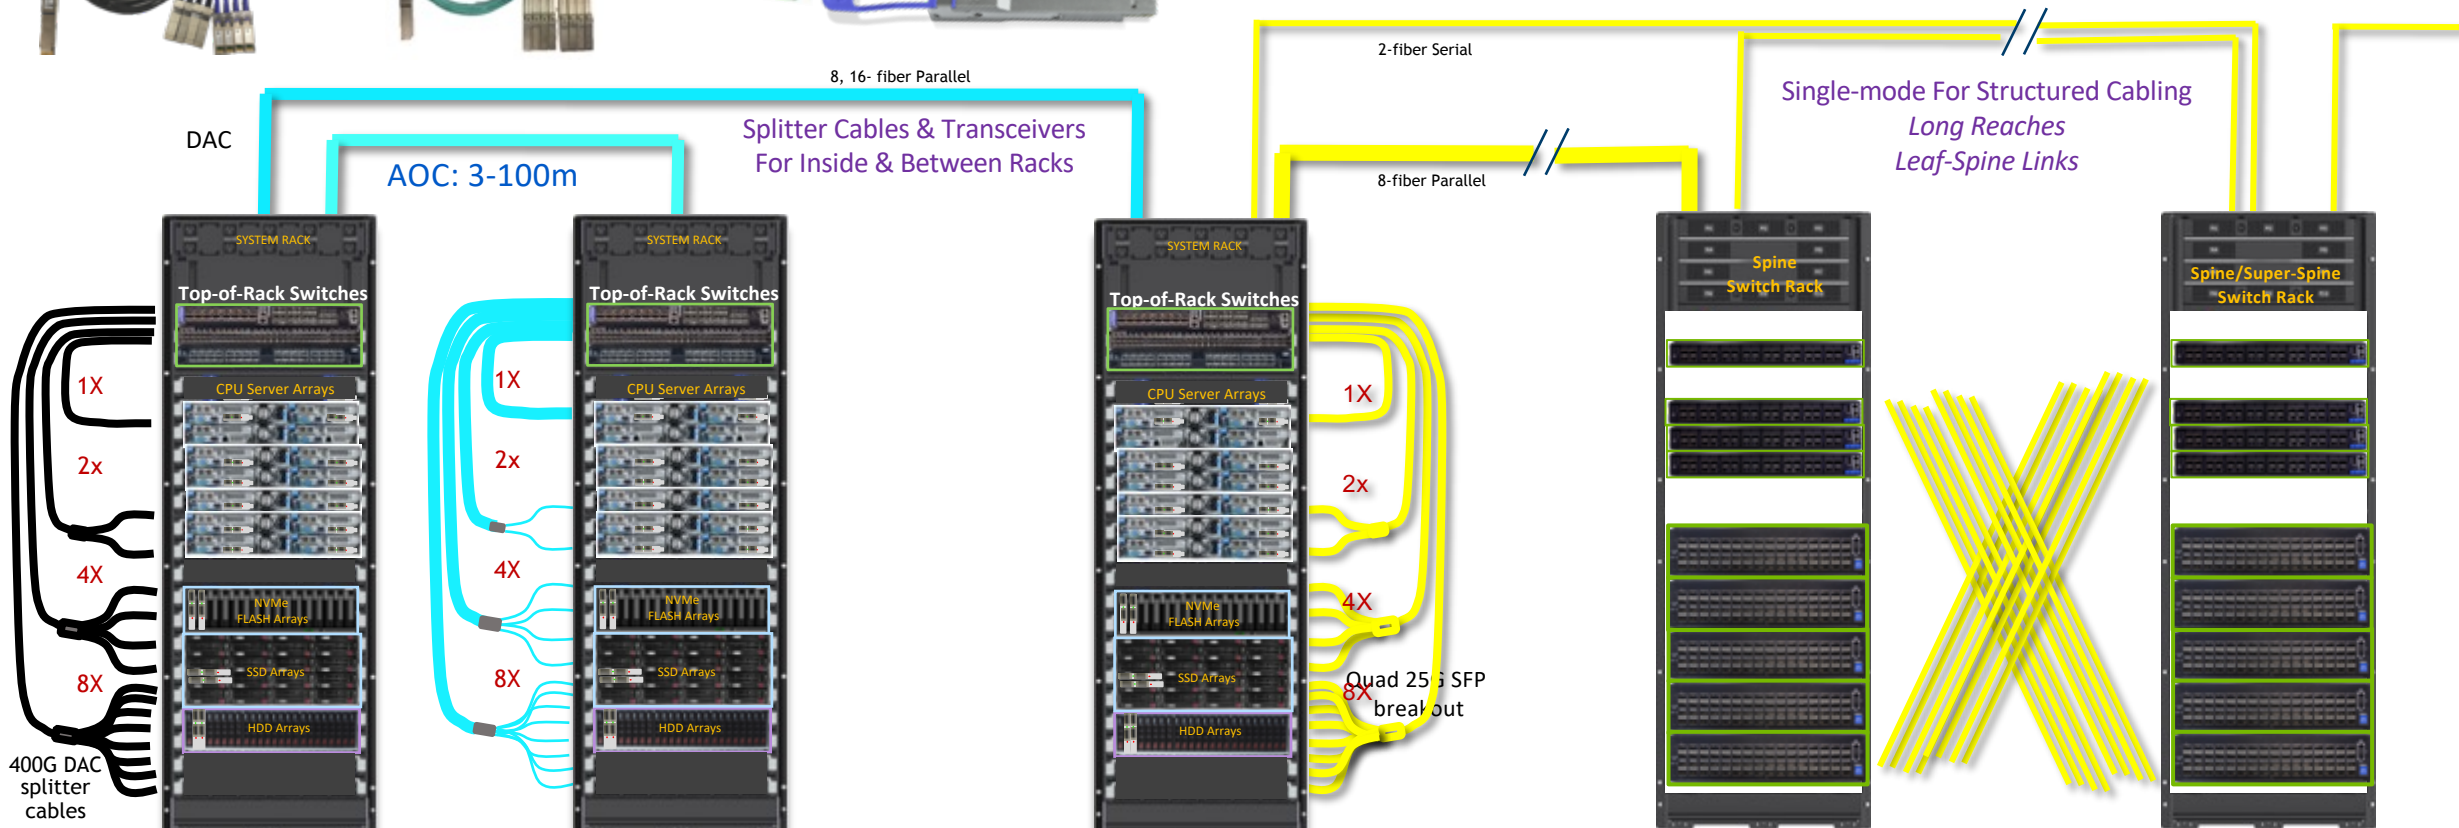 2-fiber Serial
8, 16- fiber Parallel
DAC
AOC: 3-100m
Splitter Cables & Transceivers
For Inside & Between Racks
8-fiber Parallel
Single-mode For Structured Cabling
Long Reaches
Leaf-Spine Links
SYSTEM RACK
Top-of-Rack Switches
CPU Server Arrays
NVMe
FLASH Arrays
SSD Arrays
HDD Arrays
1X
2x
4X
8X
400G DAC
splitter
cables
SYSTEM RACK
Top-of-Rack Switches
CPU Server Arrays
NVMe
FLASH Arrays
SSD Arrays
HDD Arrays
1X
2x
4X
8X
SYSTEM RACK
Top-of-Rack Switches
CPU Server Arrays
NVMe
FLASH Arrays
SSD Arrays
HDD Arrays
1X
2x
4X
8X
Quad 25G SFP
breakout
Spine
Switch Rack
Spine/Super-Spine
Switch Rack